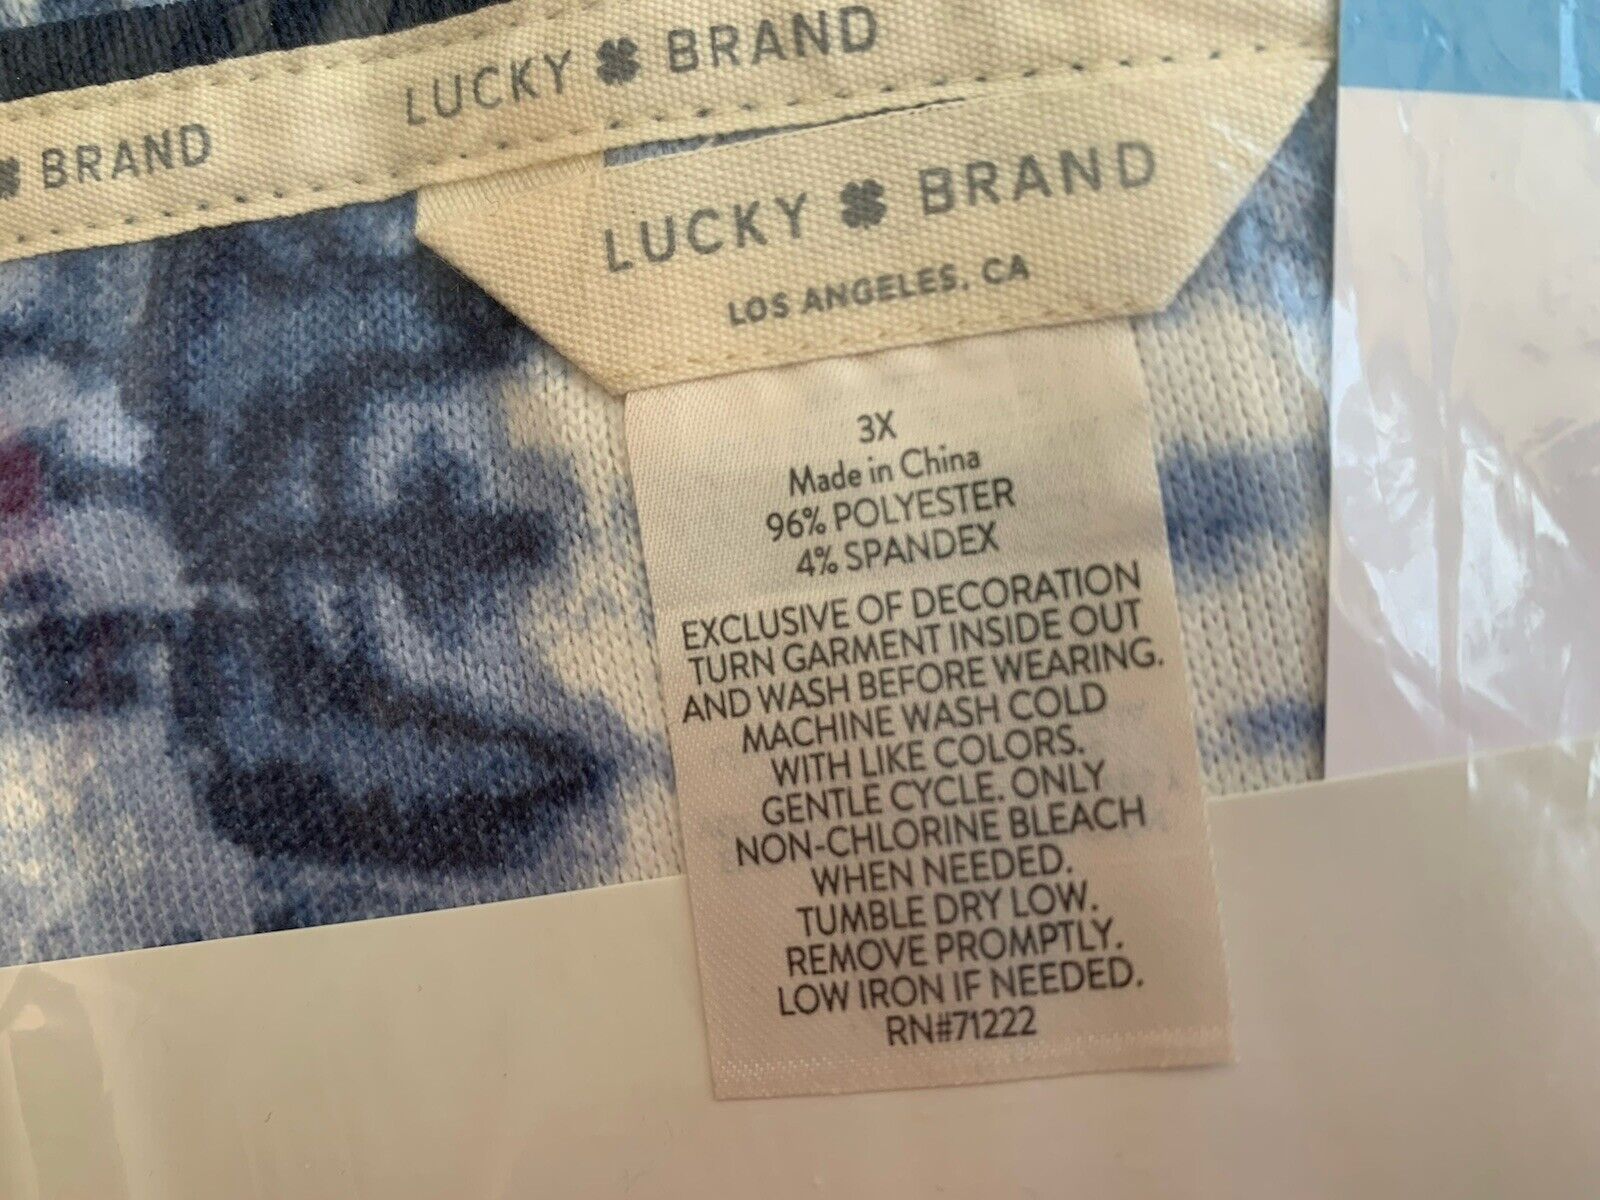 LUCKY BRAND
BRAND
LUCKY BRAND
LOS ANGELES, CA
3X
Made in China
96% POLYESTER
4% SPANDEX
EXCLUSIVE OF DECORATION
TURN GARMENT INSIDE OUT
AND WASH BEFORE WEARING.
MACHINE WASH COLD
WITH LIKE COLORS.
GENTLE CYCLE. ONLY
NON-CHLORINE BLEACH
WHEN NEEDED.
TUMBLE DRY LOW.
REMOVE PROMPTLY.
LOW IRON IF NEEDED.
RN#71222